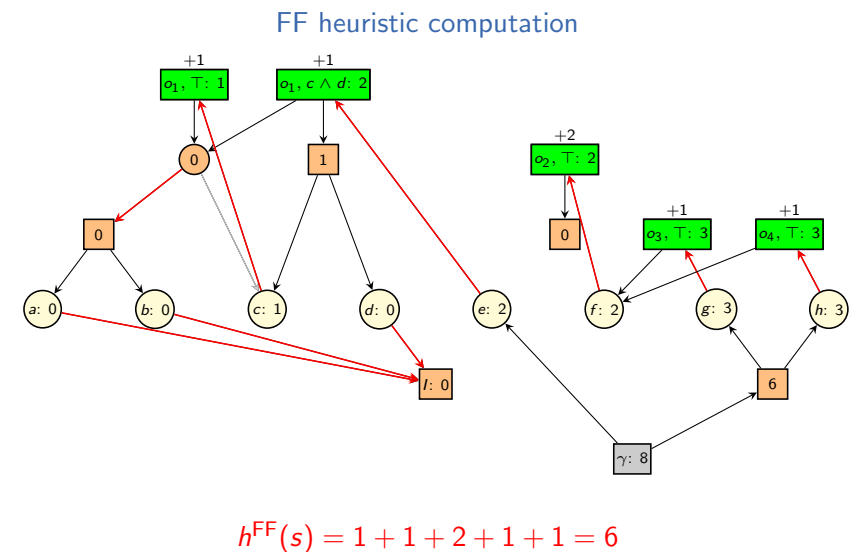 FF heuristic computation
+1 +1
o₁, ⊤: 1 o₁, c ∧ d: 2
+2
0 1 o₂, ⊤: 2
+1 +1
0 0 o₃, ⊤: 3 o₄, ⊤: 3
a: 0 b: 0 c: 1 d: 0 e: 2 f: 2 g: 3 h: 3
I: 0 6
γ: 8
h^FF(s) = 1 + 1 + 2 + 1 + 1 = 6